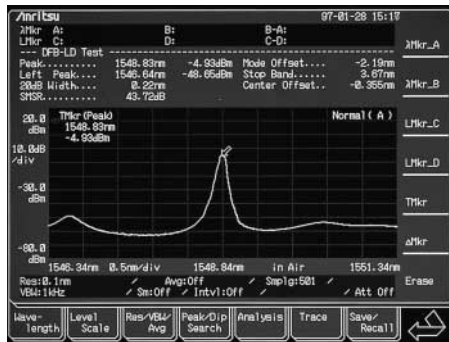 Anritsu 97-01-28 15:17
λMkr A: B: B-A:
LMkr C: D: C-D:
DFB-LD Test
Peak.... 1548.83nm -4.93dBm Mode Offset... -2.19nm
Left Peak.... 1546.64nm -48.65dBm Stop Band...... 3.67nm
20dB Width.... 0.22nm Center Offset.. -0.355nm
SMSR......... 43.72dB
20.0 dBm TMkr(Peak) Normal( A )
1548.83nm
-4.93dBm
10.0dB
/div
-30.0
dBm
-80.0
dBm
1546.34nm 0.5nm/div 1548.84nm in Air 1551.34nm
Res:0.1nm / Avg:Off / Smplg:501 /
VBW:1kHz / Sm:Off / Intvl:Off / / Att Off
λMkr_A
λMkr_B
LMkr_C
LMkr_D
TMkr
ΔMkr
Erase
Wave- length
Level Scale
Res/VBW/ Avg
Peak/Dip Search
Analysis
Trace
Save/ Recall